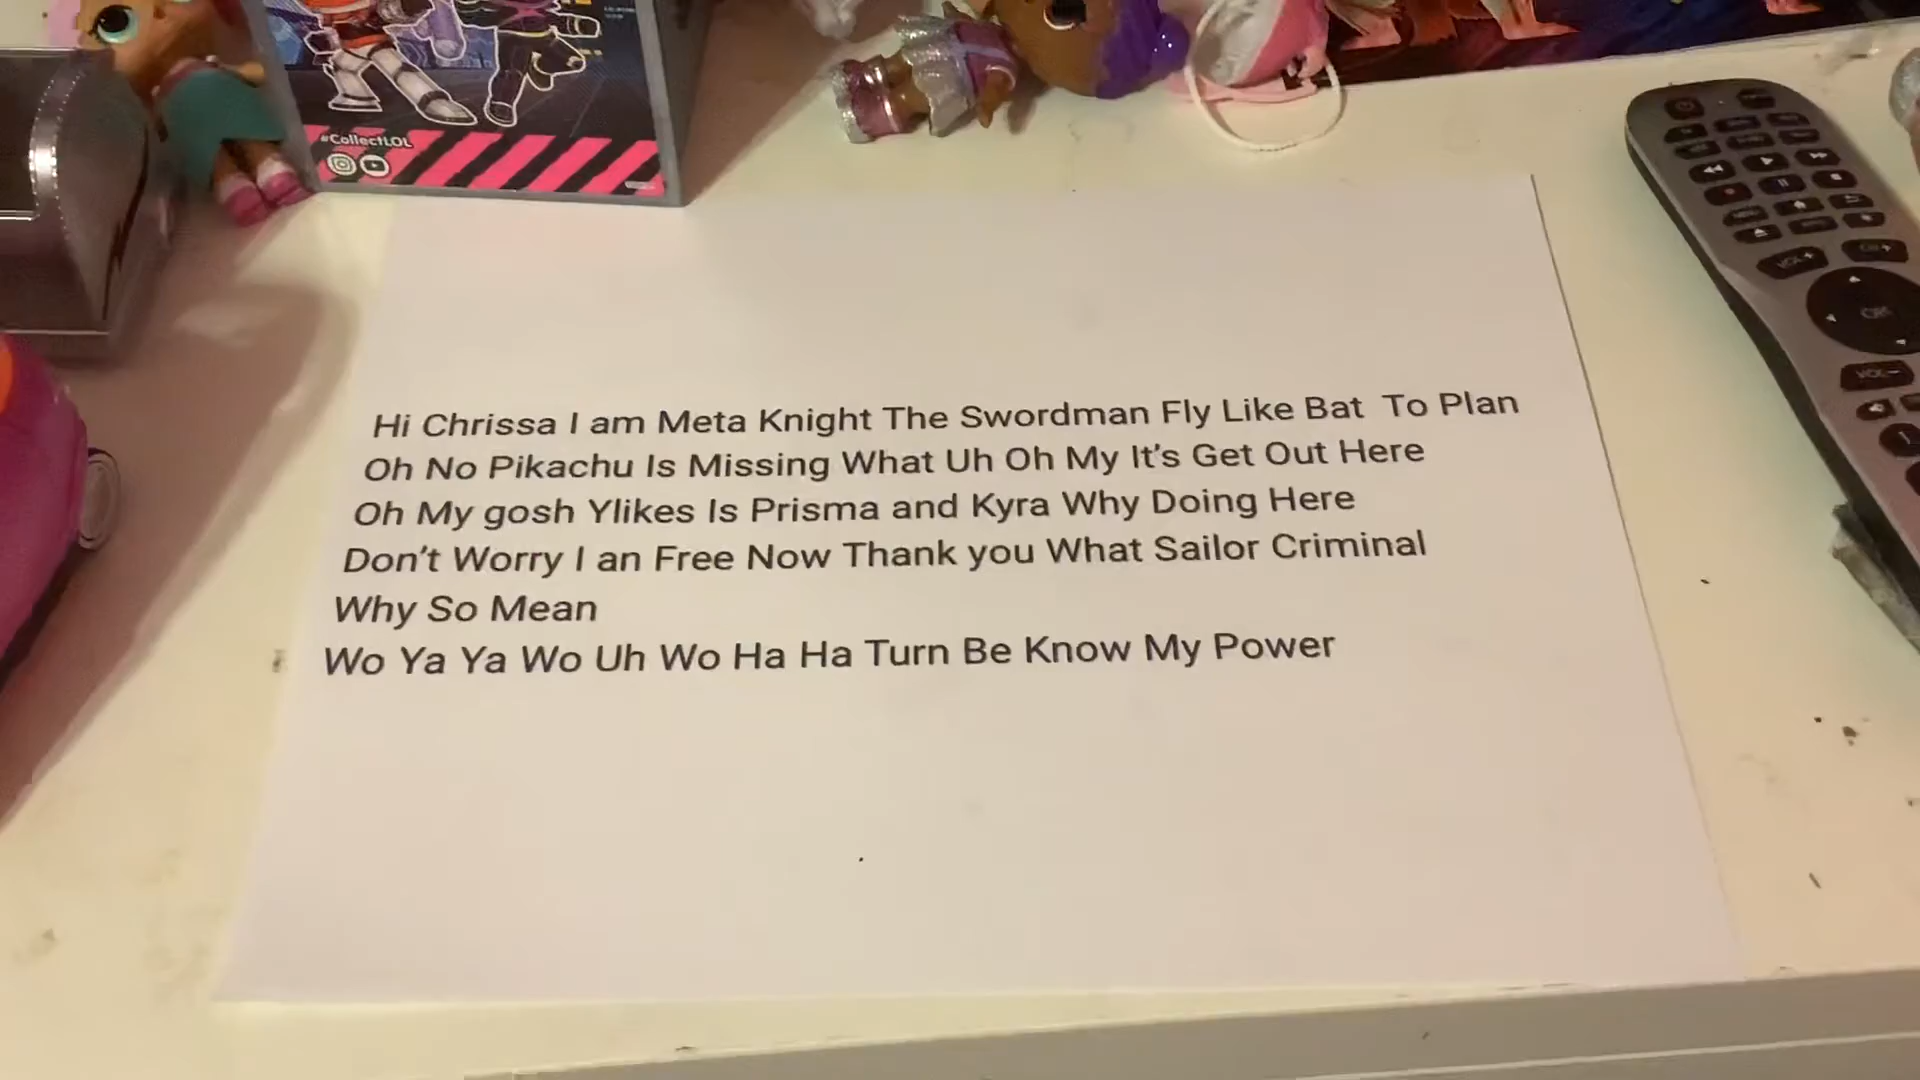 #CollectLOL
Hi Chrissa I am Meta Knight The Swordman Fly Like Bat To Plan
Oh No Pikachu Is Missing What Uh Oh My It's Get Out Here
Oh My gosh Ylikes Is Prisma and Kyra Why Doing Here
Don't Worry I an Free Now Thank you What Sailor Criminal
Why So Mean
Wo Ya Ya Wo Uh Wo Ha Ha Turn Be Know My Power
VOL+
OK
VOL−